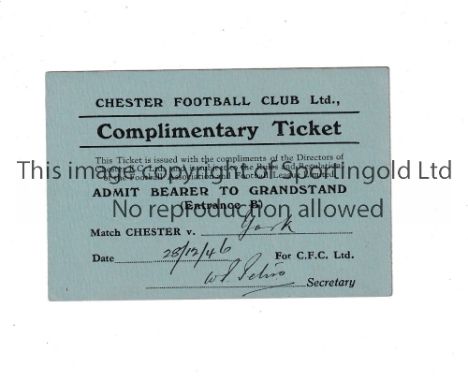 CHESTER FOOTBALL CLUB Ltd.,
Complimentary Ticket
This Ticket is issued with the compliments of the Directors of
This image copyright of Sportingold Ltd
ADMIT BEARER TO GRANDSTAND
(Entrance B)
No reproduction allowed
Match CHESTER v. York
Date 28/12/46 For C.F.C. Ltd.
Secretary